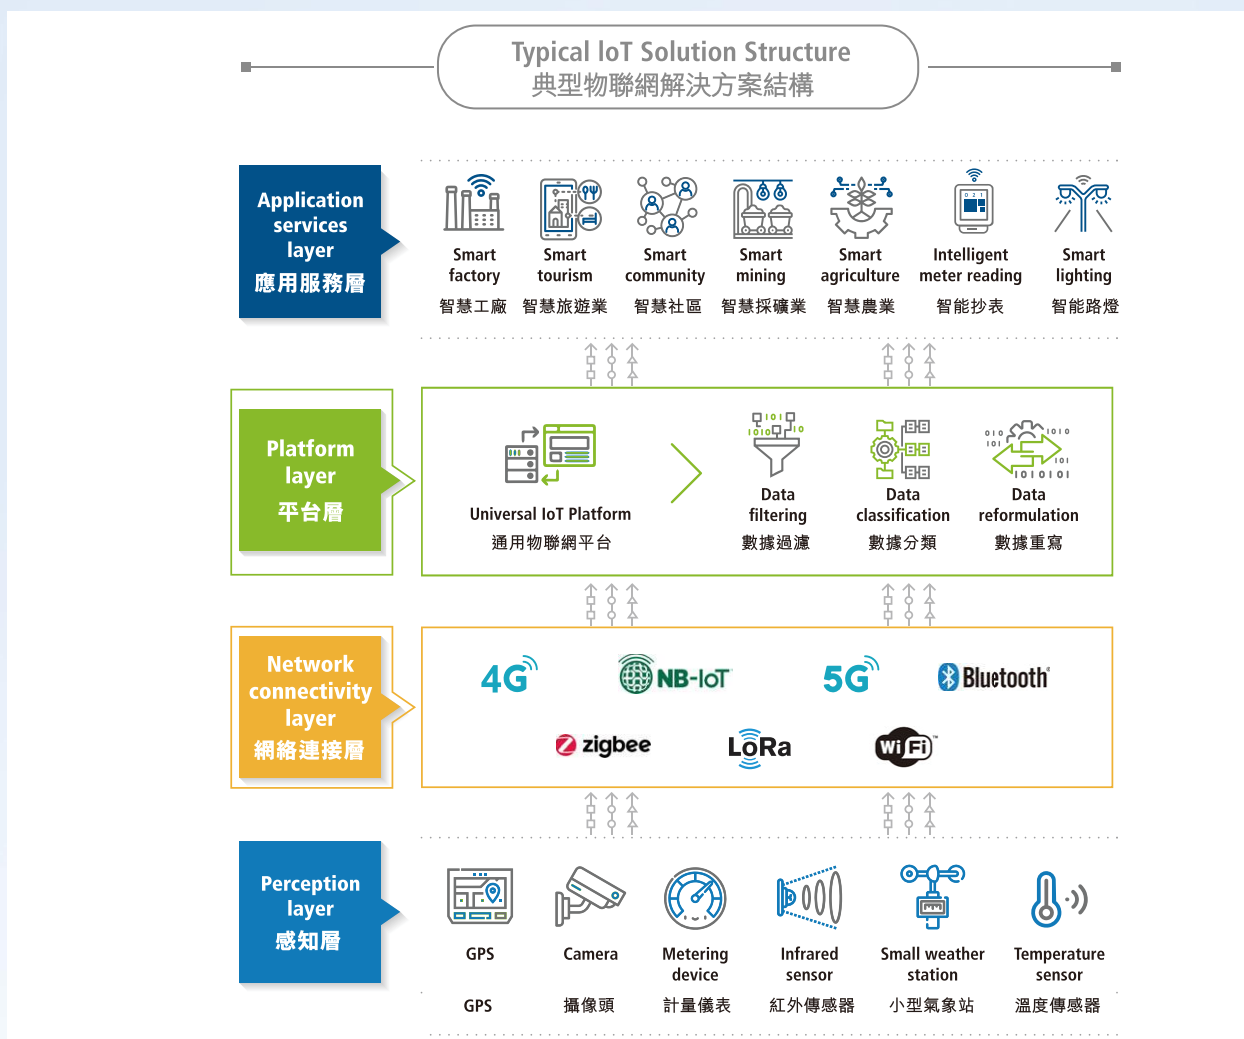 Typical IoT Solution Structure
典型物聯網解決方案結構
Application
services
layer
應用服務層
Smart
factory
智慧工廠
Smart
tourism
智慧旅遊業
Smart
community
智慧社區
Smart
mining
智慧採礦業
Smart
agriculture
智慧農業
Intelligent
meter reading
智能抄表
Smart
lighting
智能路燈
Platform
layer
平台層
Universal IoT Platform
通用物聯網平台
Data
filtering
數據過濾
Data
classification
數據分類
Data
reformulation
數據重寫
Network
connectivity
layer
網絡連接層
4G
NB-IoT
5G
Bluetooth
zigbee
LoRa
WiFi
Perception
layer
感知層
GPS
GPS
Camera
攝像頭
Metering
device
計量儀表
Infrared
sensor
紅外傳感器
Small weather
station
小型氣象站
Temperature
sensor
溫度傳感器